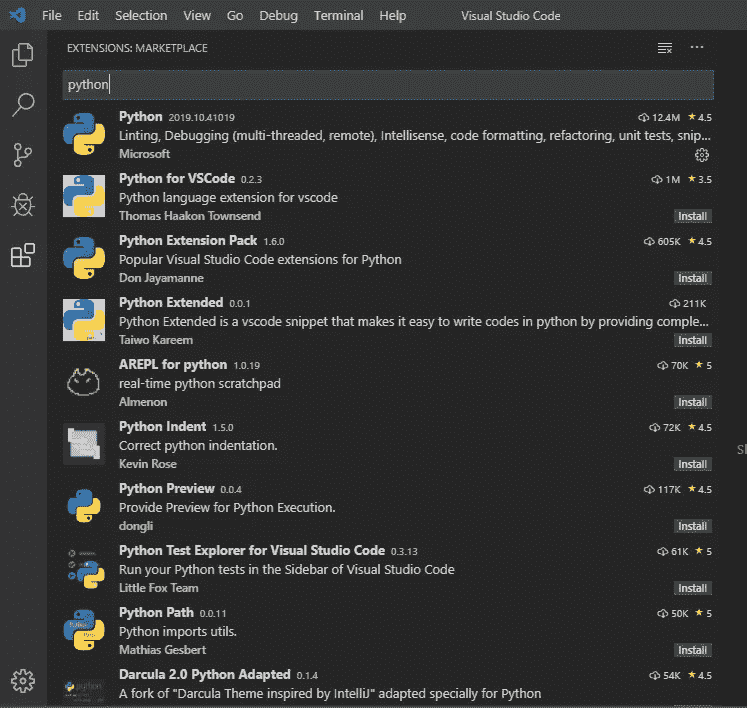 File Edit Selection View Go Debug Terminal Help Visual Studio Code
EXTENSIONS: MARKETPLACE
python
Python 2019.10.41019 12.4M 4.5
Linting, Debugging (multi-threaded, remote), Intellisense, code formatting, refactoring, unit tests, snip...
Microsoft
Python for VSCode 0.2.3 1M 3.5
Python language extension for vscode
Thomas Haakon Townsend Install
Python Extension Pack 1.6.0 605K 4.5
Popular Visual Studio Code extensions for Python
Don Jayamanne Install
Python Extended 0.0.1 211K
Python Extended is a vscode snippet that makes it easy to write codes in python by providing comple...
Taiwo Kareem Install
AREPL for python 1.0.19 70K 5
real-time python scratchpad
Almenon Install
Python Indent 1.5.0 72K 4.5
Correct python indentation.
Kevin Rose Install
Python Preview 0.0.4 117K 4.5
Provide Preview for Python Execution.
dongli Install
Python Test Explorer for Visual Studio Code 0.3.13 61K 5
Run your Python tests in the Sidebar of Visual Studio Code
Little Fox Team Install
Python Path 0.0.11 50K 5
Python imports utils.
Mathias Gesbert Install
Darcula 2.0 Python Adapted 0.1.4 54K 4.5
A fork of "Darcula Theme inspired by IntelliJ" adapted specially for Python